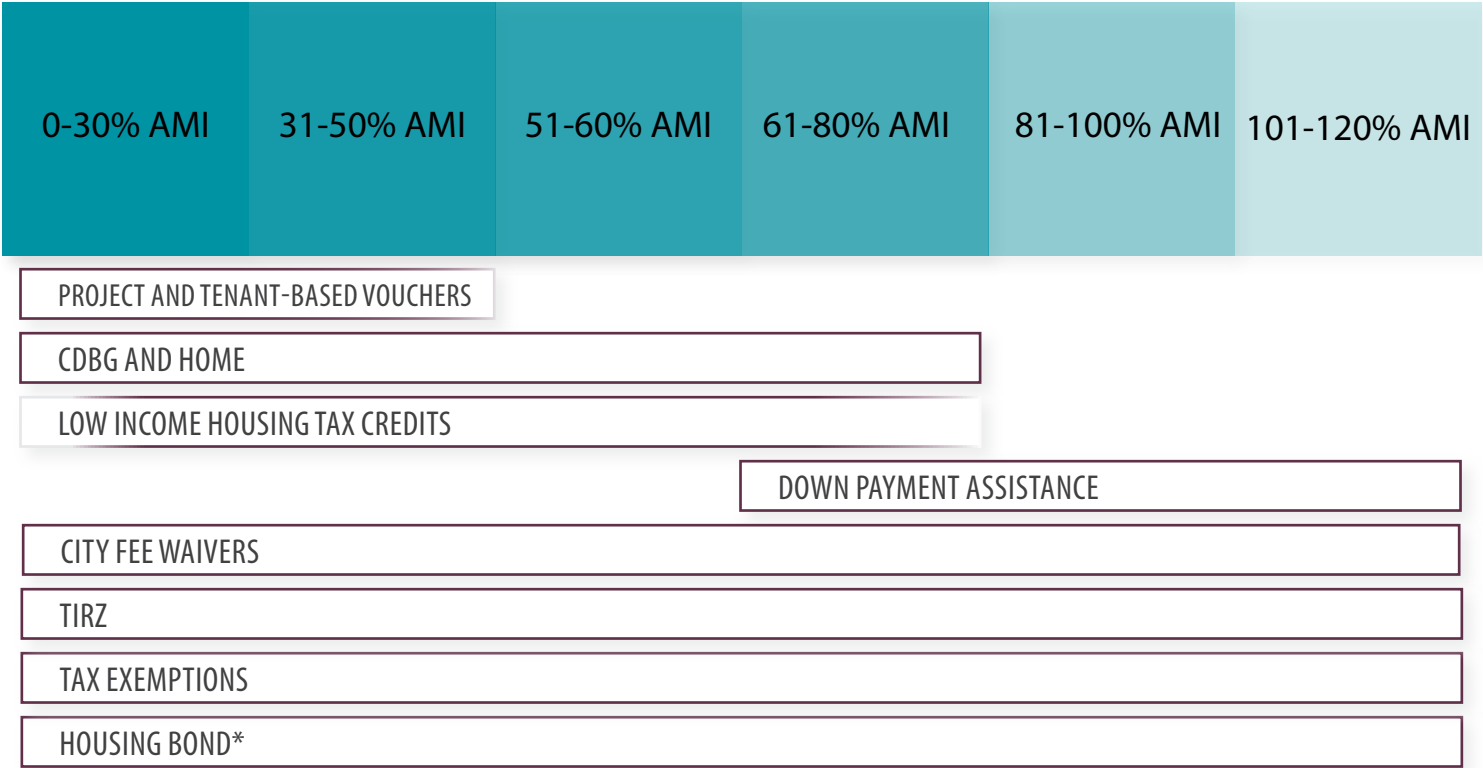 0-30% AMI
31-50% AMI
51-60% AMI
61-80% AMI
81-100% AMI
101-120% AMI
PROJECT AND TENANT-BASED VOUCHERS
CDBG AND HOME
LOW INCOME HOUSING TAX CREDITS
DOWN PAYMENT ASSISTANCE
CITY FEE WAIVERS
TIRZ
TAX EXEMPTIONS
HOUSING BOND*